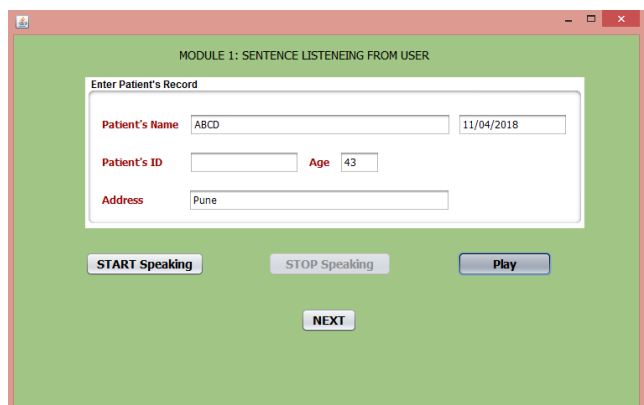 MODULE 1: SENTENCE LISTENEING FROM USER
Enter Patient's Record
Patient's Name ABCD 11/04/2018
Patient's ID Age 43
Address Pune
START Speaking STOP Speaking Play
NEXT